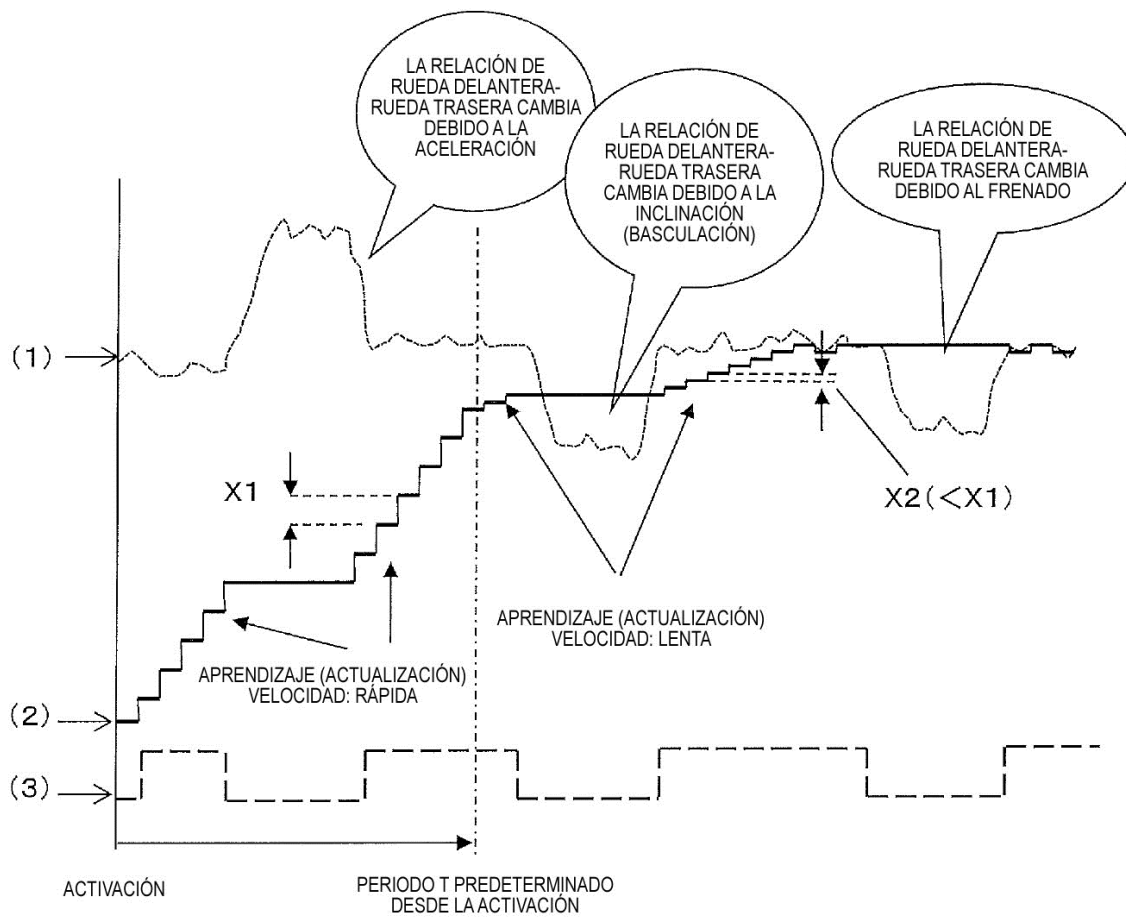 LA RELACIÓN DE
RUEDA DELANTERA-
RUEDA TRASERA CAMBIA
DEBIDO A LA
ACELERACIÓN
LA RELACIÓN DE
RUEDA DELANTERA-
RUEDA TRASERA
CAMBIA DEBIDO A LA
INCLINACIÓN
(BASCULACIÓN)
LA RELACIÓN DE
RUEDA DELANTERA-
RUEDA TRASERA CAMBIA
DEBIDO AL FRENADO
(1)
X1
X2(<X1)
APRENDIZAJE (ACTUALIZACIÓN)
VELOCIDAD: LENTA
APRENDIZAJE (ACTUALIZACIÓN)
VELOCIDAD: RÁPIDA
(2)
(3)
ACTIVACIÓN
PERIODO T PREDETERMINADO
DESDE LA ACTIVACIÓN